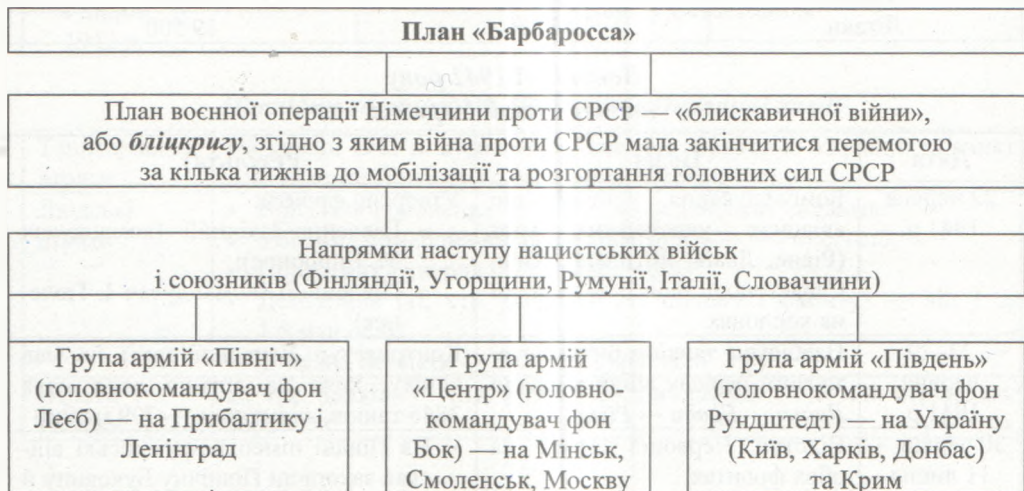 План «Барбаросса»
План воєнної операції Німеччини проти СРСР — «блискавичної війни»,
або бліцкригу, згідно з яким війна проти СРСР мала закінчитися перемогою
за кілька тижнів до мобілізації та розгортання головних сил СРСР
Напрямки наступу нацистських військ
і союзників (Фінляндії, Угорщини, Румунії, Італії, Словаччини)
Група армій «Північ»
(головнокомандувач фон
Леєб) — на Прибалтику і
Ленінград
Група армій
«Центр» (головно-
командувач фон
Бок) — на Мінськ,
Смоленськ, Москву
Група армій «Південь»
(головнокомандувач фон
Рундштедт) — на Україну
(Київ, Харків, Донбас)
та Крим